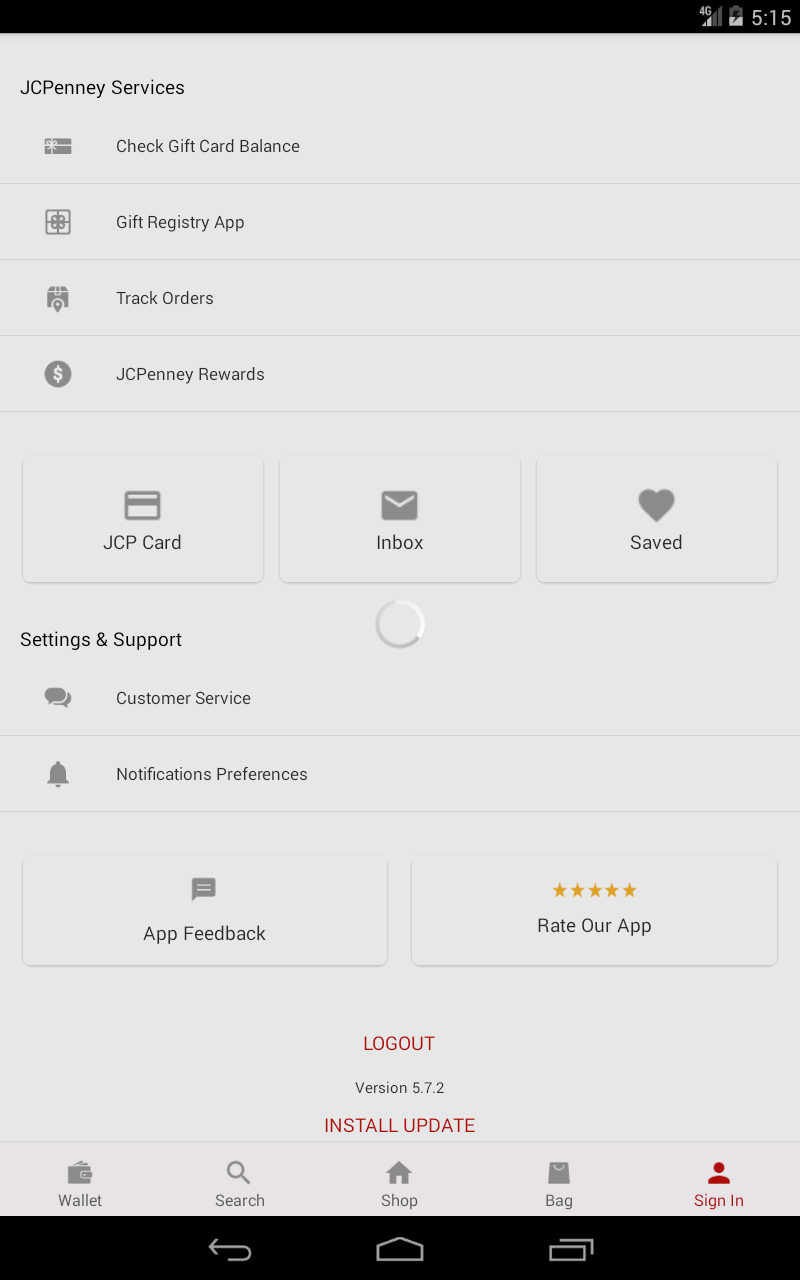 4G 5:15
JCPenney Services
Check Gift Card Balance
Gift Registry App
Track Orders
JCPenney Rewards
JCP Card Inbox Saved
Settings & Support
Customer Service
Notifications Preferences
App Feedback Rate Our App
LOGOUT
Version 5.7.2
INSTALL UPDATE
Wallet Search Shop Bag Sign In